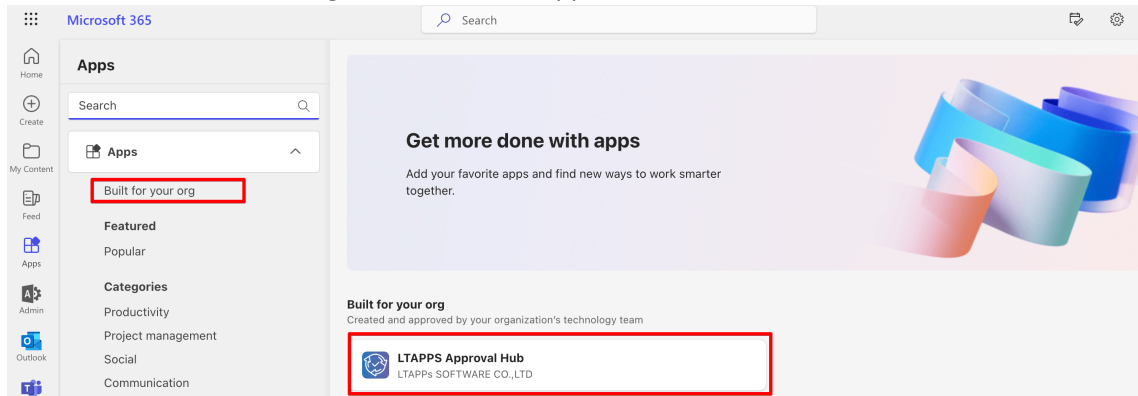 Microsoft 365
Search
Home
Create
My Content
Feed
Apps
Admin
Outlook
Apps
Search
Apps
Built for your org
Featured
Popular
Categories
Productivity
Project management
Social
Communication
Get more done with apps
Add your favorite apps and find new ways to work smarter
together.
Built for your org
Created and approved by your organization's technology team
LTAPPS Approval Hub
LTAPPs SOFTWARE CO.,LTD